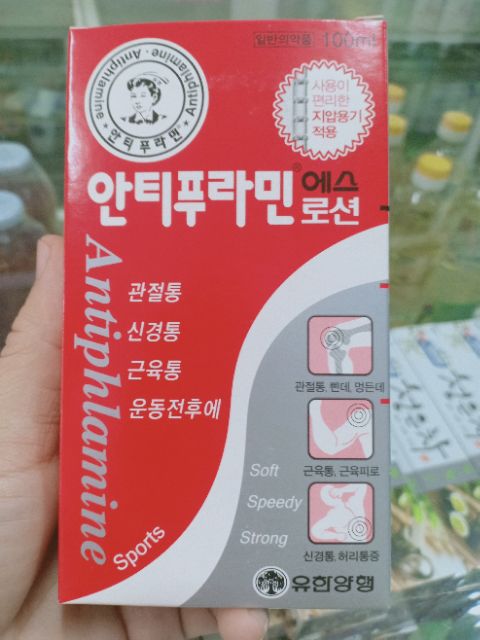 일반의약품 100mL
Antiphlamine · Antiphlamine · Antiphlamine
★ 안티푸라민 ★
사용이
편리한
지압용기
적용
안티푸라민® 에스
로션
Antiphlamine
Sports
관절통
신경통
근육통
운동전후에
관절통, 삔데, 멍든데
Soft
근육통, 근육피로
Speedy
Strong
신경통, 허리통증
유한양행